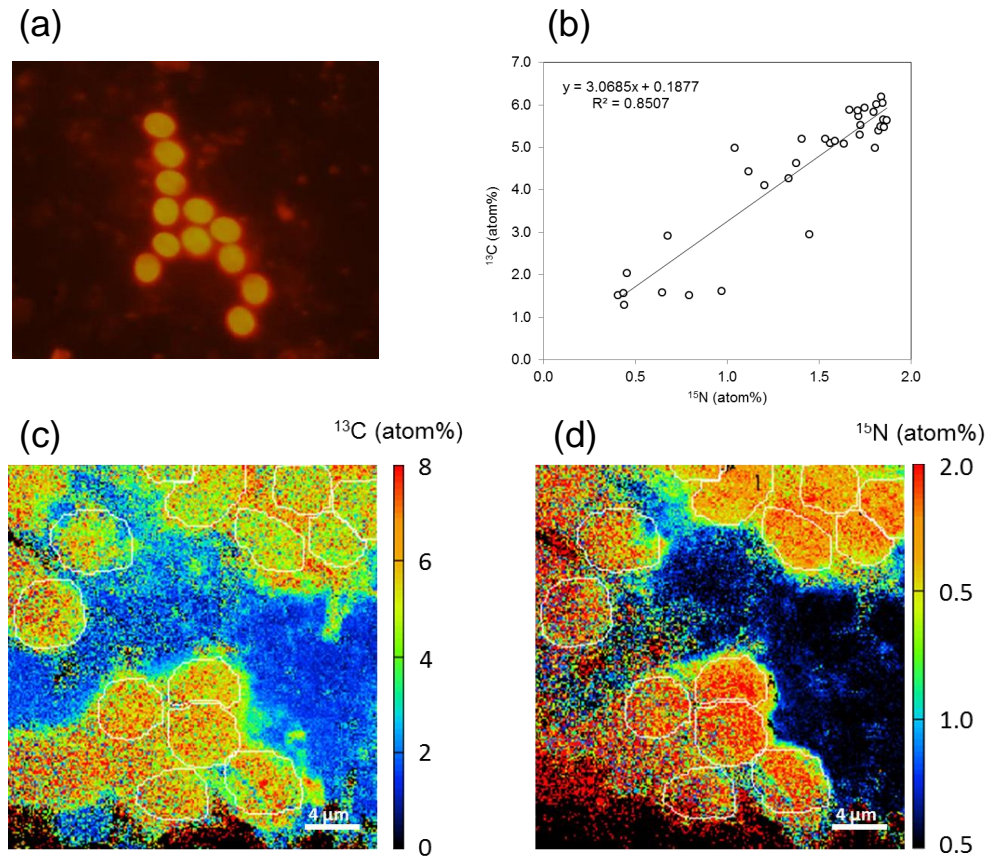 (a)
(b)
7.0
6.0
5.0
4.0
3.0
2.0
1.0
0.0
y = 3.0685x + 0.1877
R² = 0.8507
¹³C (atom%)
0.0 0.5 1.0 1.5 2.0
¹⁵N (atom%)
(c)
¹³C (atom%)
8
6
4
2
0
4 µm
(d)
¹⁵N (atom%)
2.0
0.5
1.0
0.5
1
4 µm